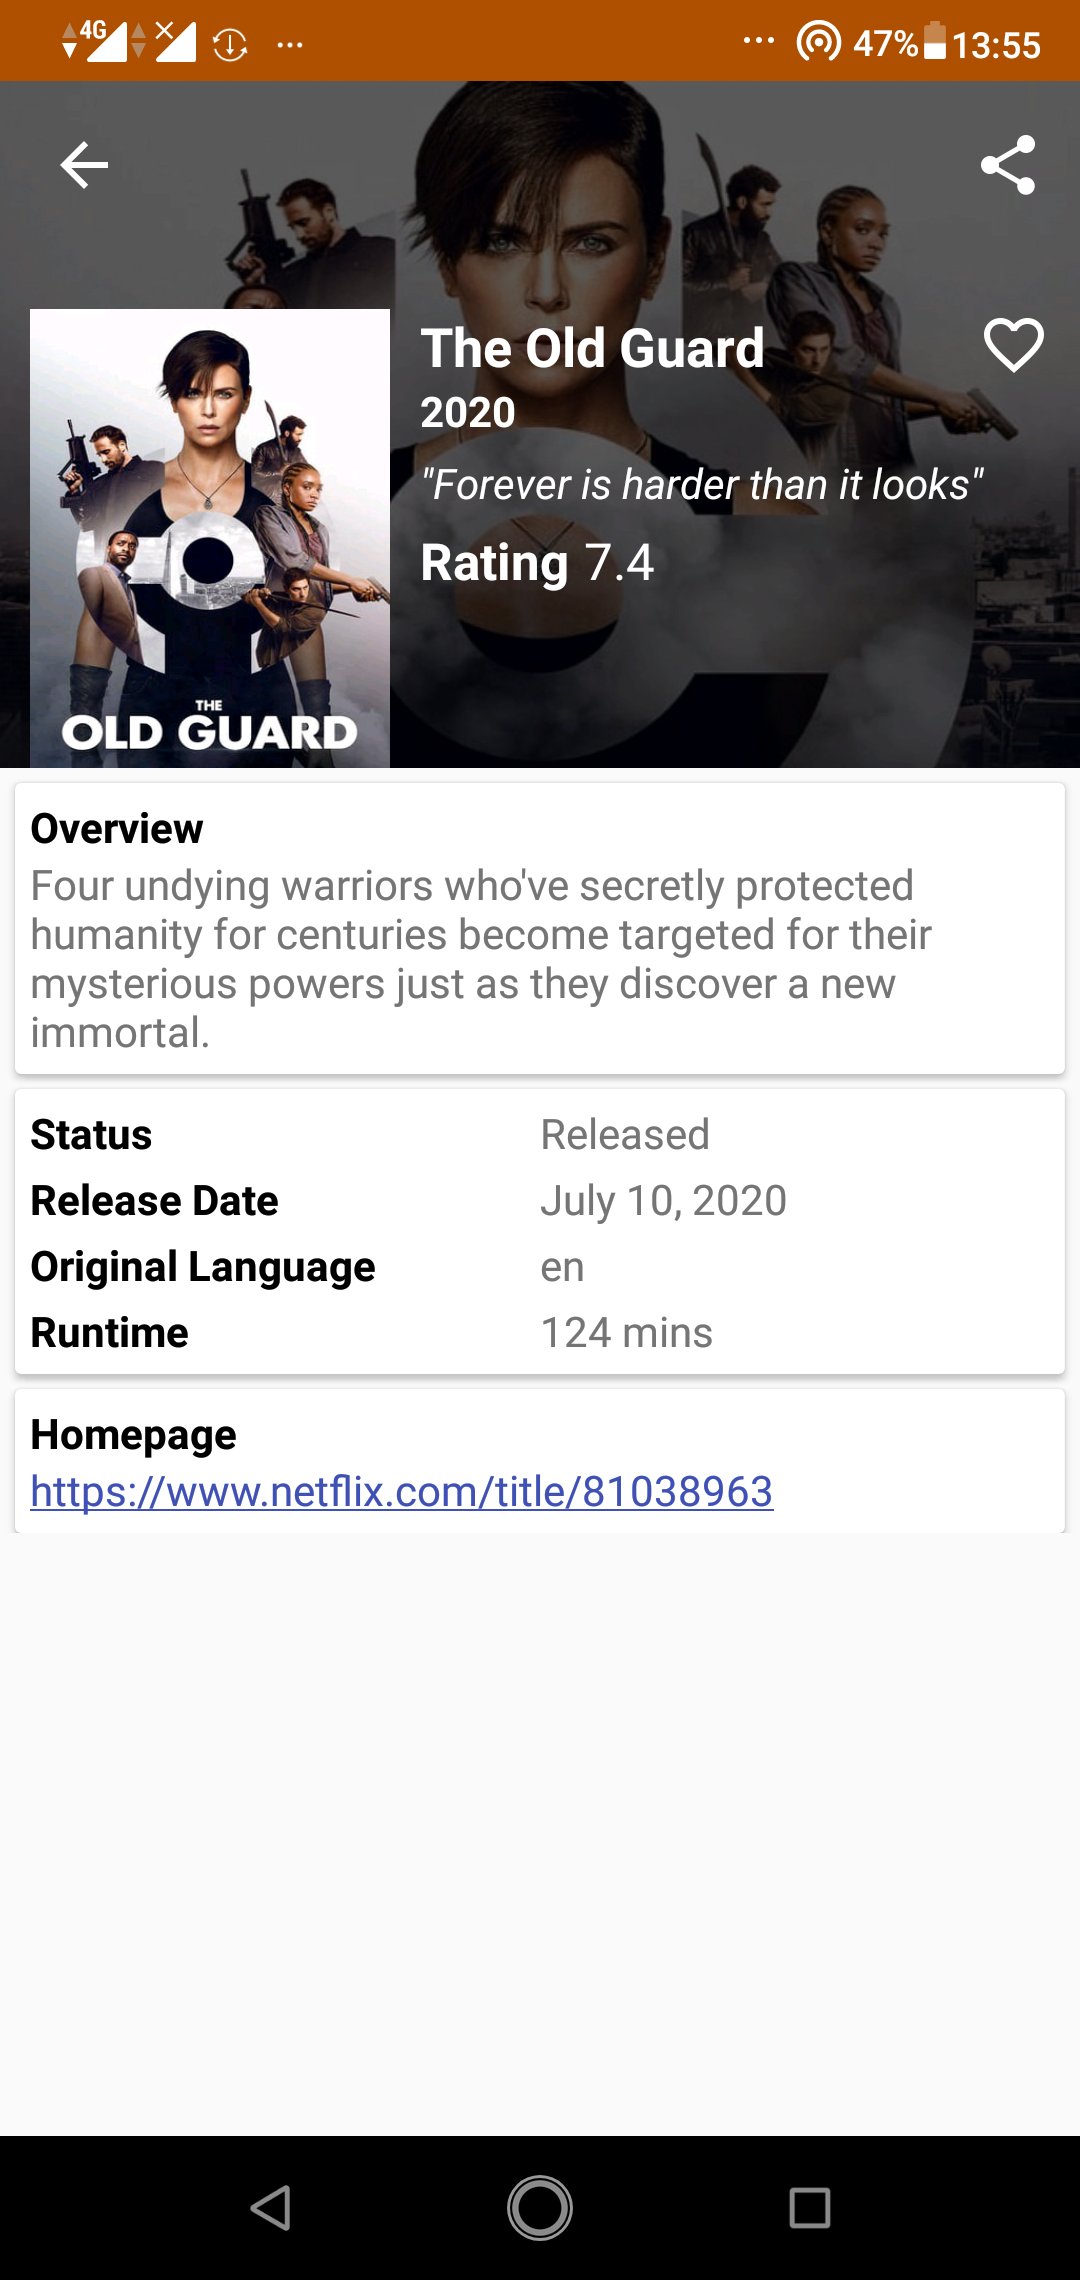 4G
47% 13:55
The Old Guard
2020
"Forever is harder than it looks"
Rating 7.4
THE
OLD GUARD
Overview
Four undying warriors who've secretly protected
humanity for centuries become targeted for their
mysterious powers just as they discover a new
immortal.
Status Released
Release Date July 10, 2020
Original Language en
Runtime 124 mins
Homepage
https://www.netflix.com/title/81038963